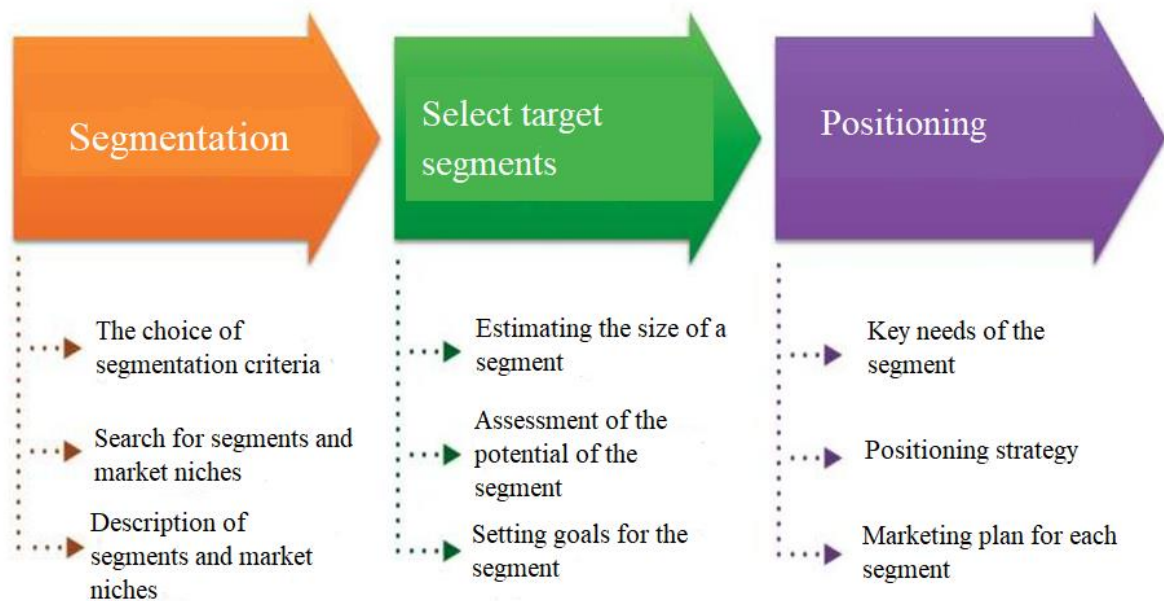 Segmentation
The choice of
segmentation criteria
Search for segments and
market niches
Description of
segments and market
niches
Select target
segments
Estimating the size of a
segment
Assessment of the
potential of the
segment
Setting goals for the
segment
Positioning
Key needs of the
segment
Positioning strategy
Marketing plan for each
segment